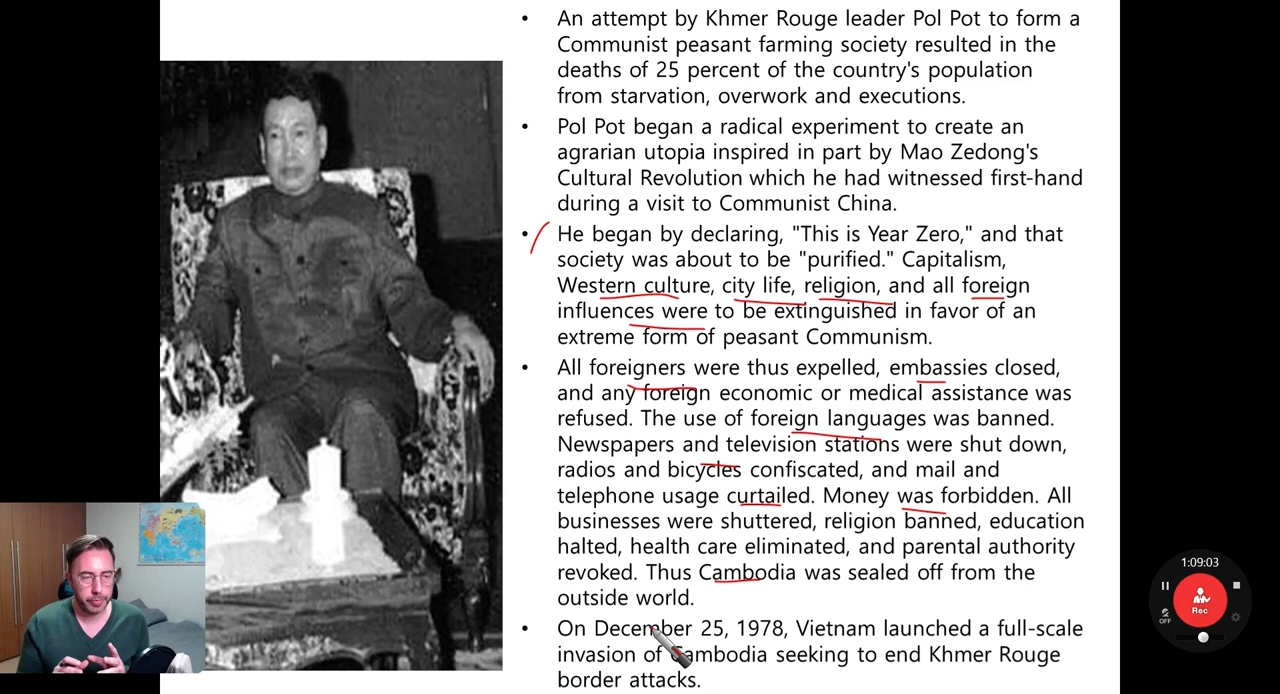 • An attempt by Khmer Rouge leader Pol Pot to form a
Communist peasant farming society resulted in the
deaths of 25 percent of the country's population
from starvation, overwork and executions.
• Pol Pot began a radical experiment to create an
agrarian utopia inspired in part by Mao Zedong's
Cultural Revolution which he had witnessed first-hand
during a visit to Communist China.
• He began by declaring, "This is Year Zero," and that
society was about to be "purified." Capitalism,
Western culture, city life, religion, and all foreign
influences were to be extinguished in favor of an
extreme form of peasant Communism.
• All foreigners were thus expelled, embassies closed,
and any foreign economic or medical assistance was
refused. The use of foreign languages was banned.
Newspapers and television stations were shut down,
radios and bicycles confiscated, and mail and
telephone usage curtailed. Money was forbidden. All
businesses were shuttered, religion banned, education
halted, health care eliminated, and parental authority
revoked. Thus Cambodia was sealed off from the
outside world.
• On December 25, 1978, Vietnam launched a full-scale
invasion of Cambodia seeking to end Khmer Rouge
border attacks.
1:09:03
Rec
OFF